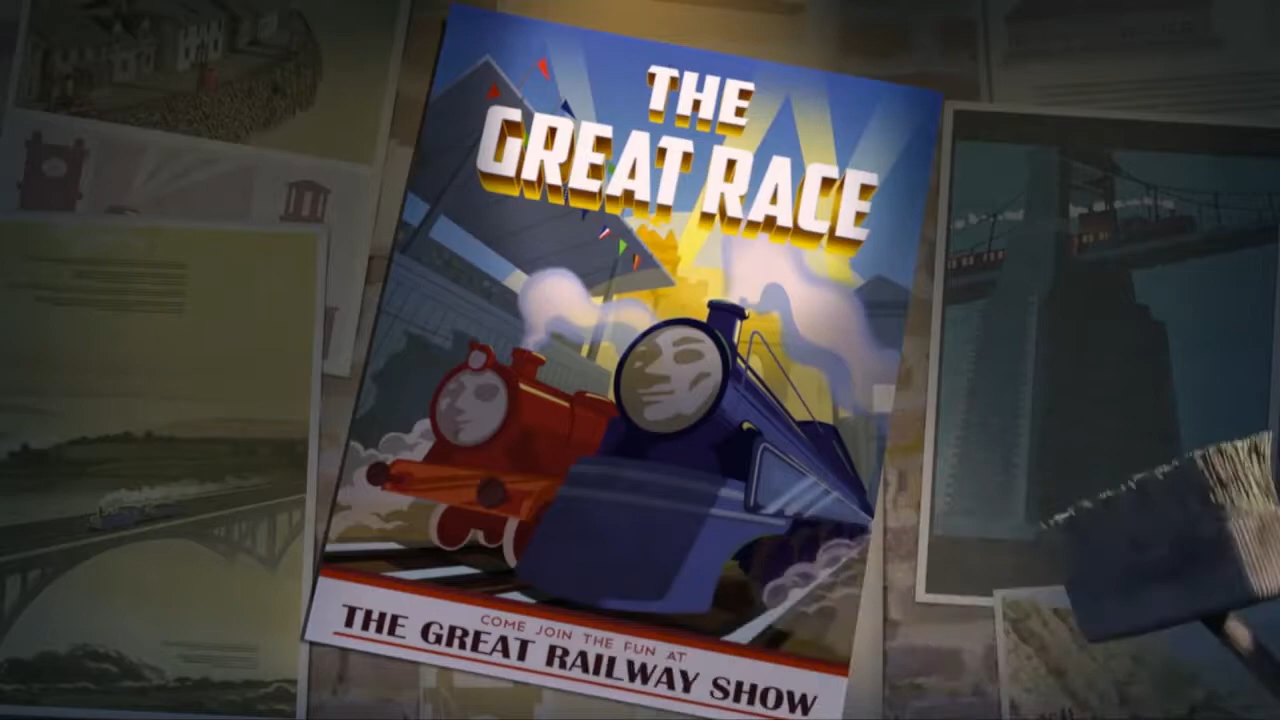 THE
GREAT RACE
COME JOIN THE FUN AT
THE GREAT RAILWAY SHOW